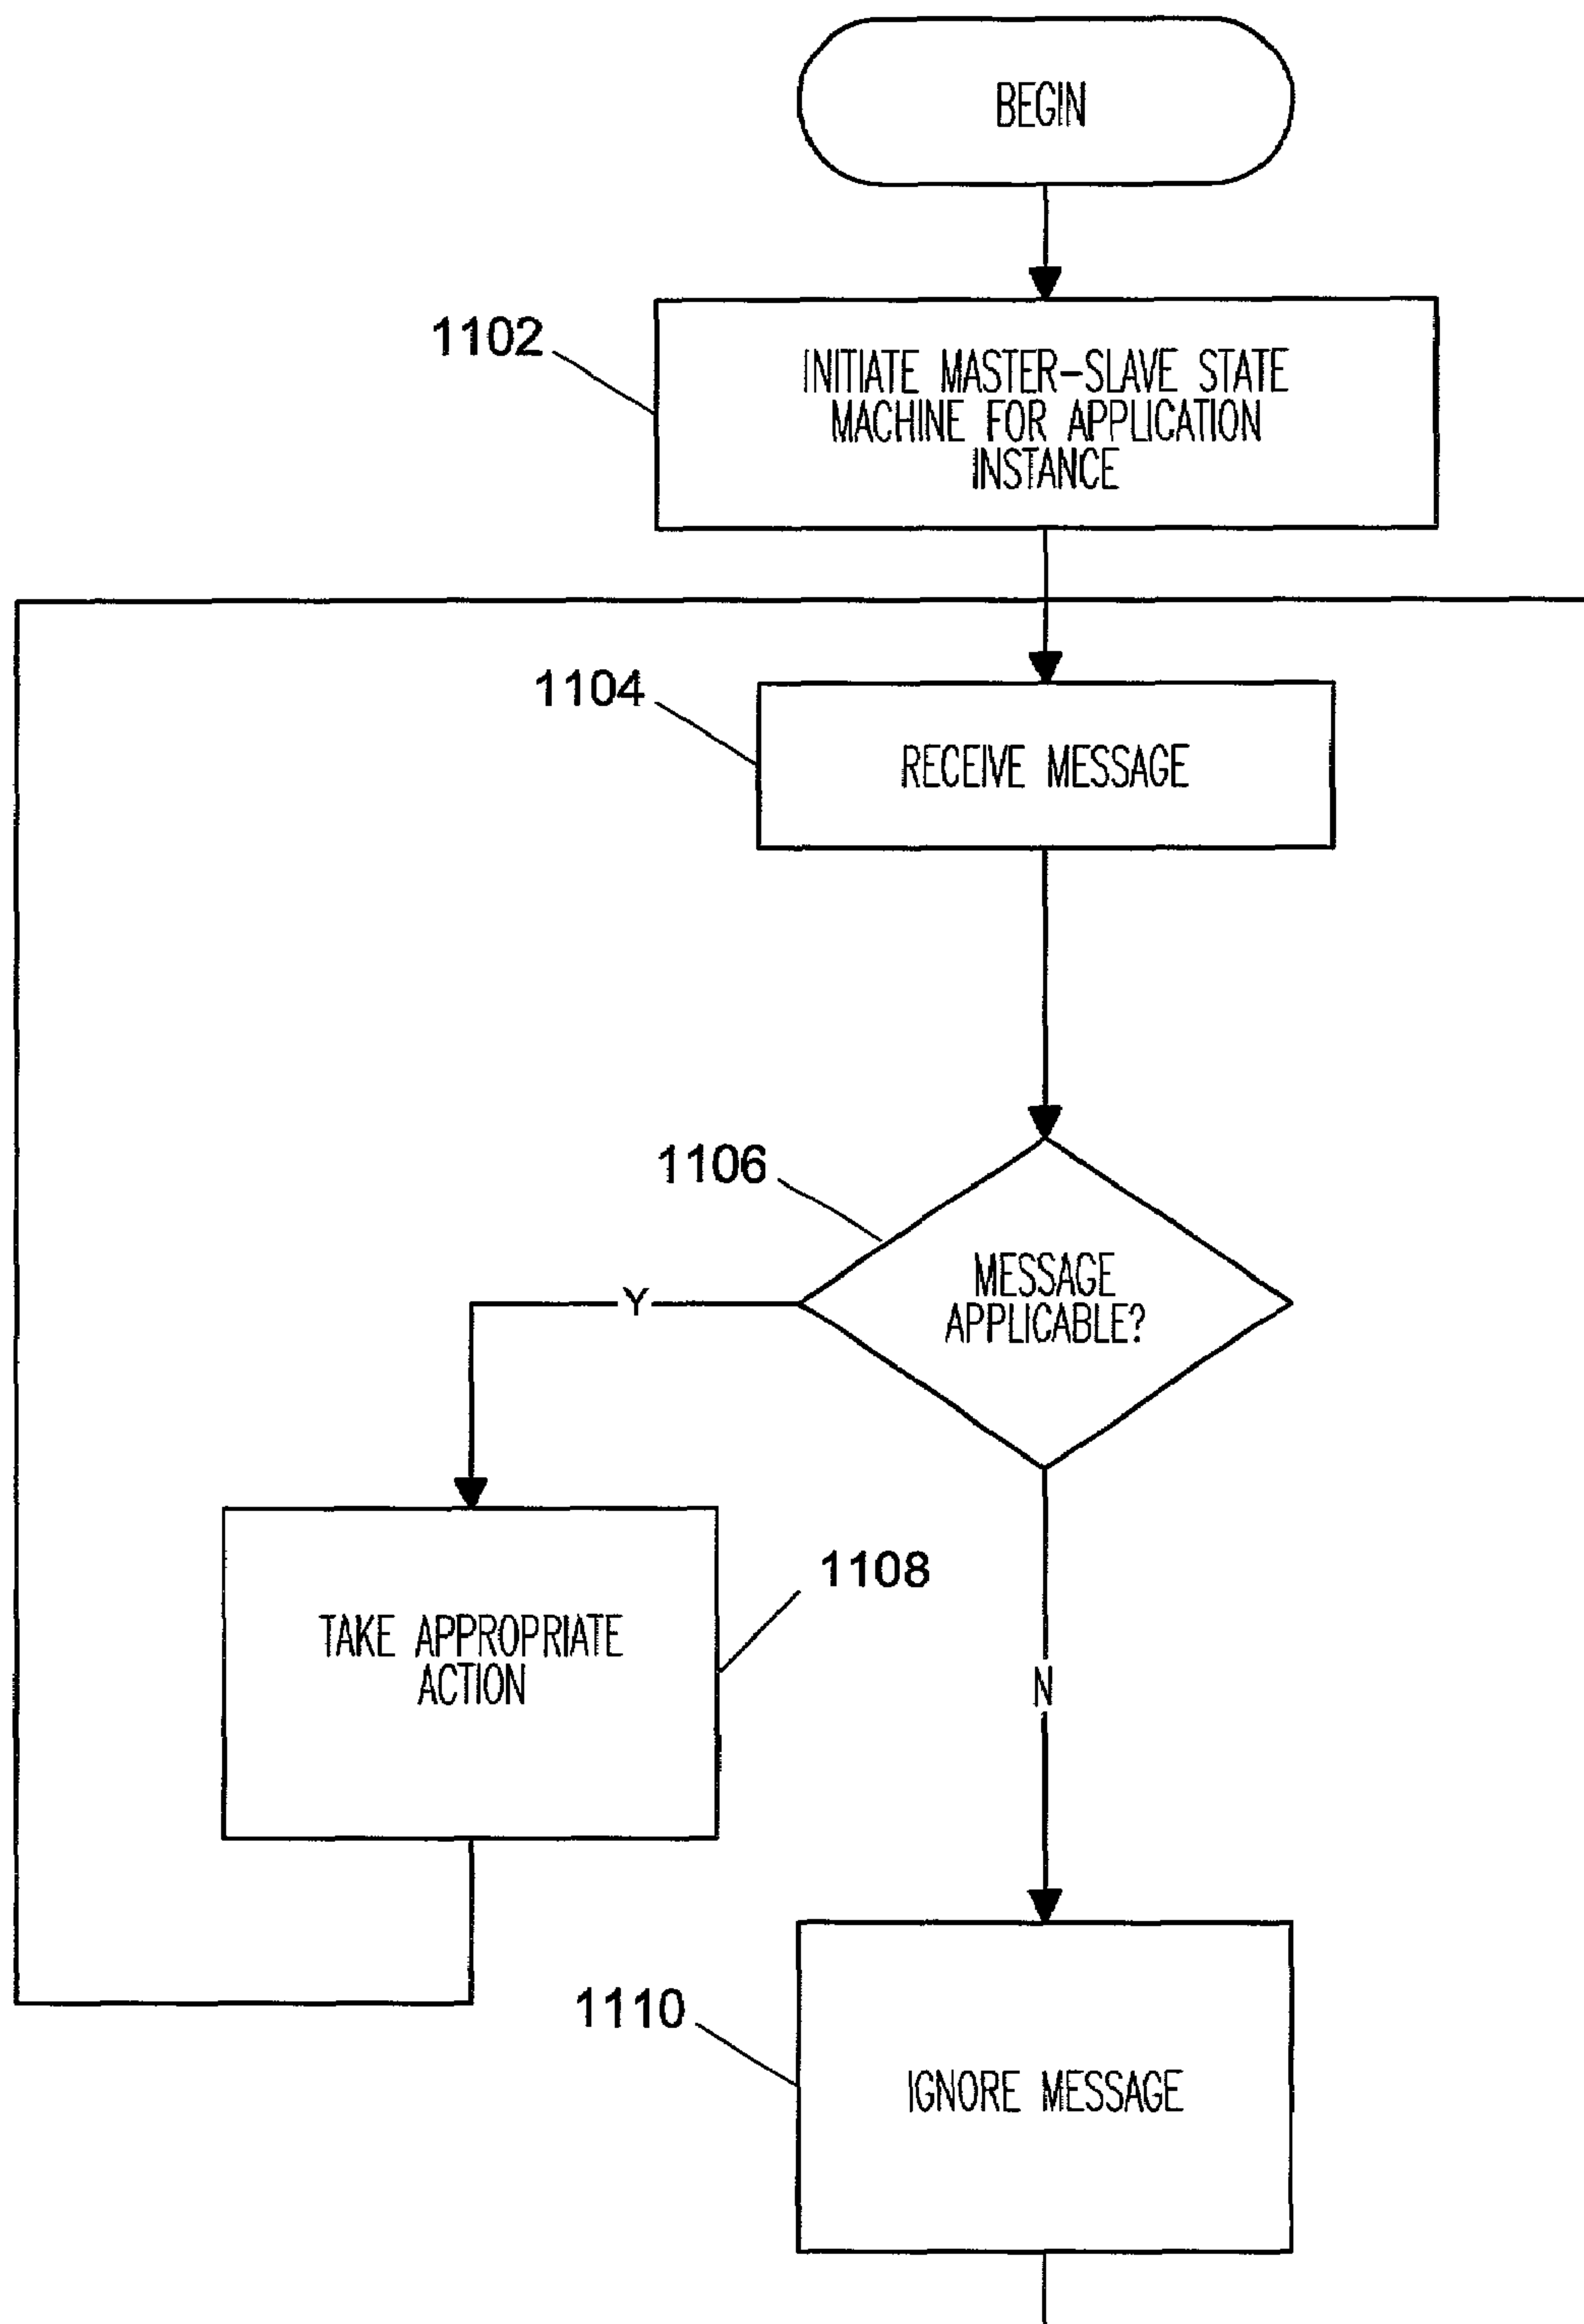 BEGIN
1102
INITIATE MASTER-SLAVE STATE
MACHINE FOR APPLICATION
INSTANCE
1104
RECEIVE MESSAGE
1106
MESSAGE
APPLICABLE?
Y
1108
TAKE APPROPRIATE
ACTION
N
1110
IGNORE MESSAGE